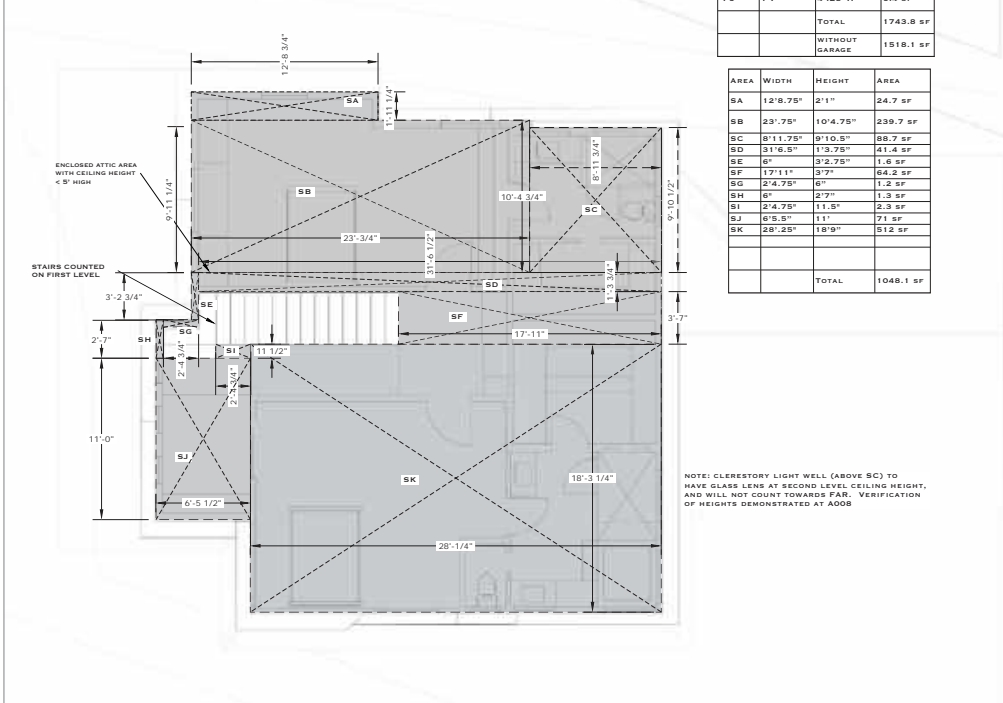 TOTAL 1743.8 SF
WITHOUT GARAGE 1518.1 SF
AREA WIDTH HEIGHT AREA
SA 12'8.75" 2'1" 24.7 SF
SB 23'.75" 10'4.75" 239.7 SF
SC 8'11.75" 9'10.5" 88.7 SF
SD 31'6.5" 1'3.75" 41.4 SF
SE 6" 3'2.75" 1.6 SF
SF 17'11" 3'7" 64.2 SF
SG 2'4.75" 6" 1.2 SF
SH 6" 2'7" 1.3 SF
SI 2'4.75" 11.5" 2.3 SF
SJ 6'5.5" 11' 71 SF
SK 28'.25" 18'9" 512 SF
TOTAL 1048.1 SF
12'-8 3/4"
SA
1'-11 1/4"
ENCLOSED ATTIC AREA
WITH CEILING HEIGHT
< 5' HIGH
9'-11 1/4"
SB
10'-4 3/4"
8'-11 3/4"
SC
9'-10 1/2"
23'-3/4"
31'-6 1/2"
STAIRS COUNTED
ON FIRST LEVEL
3'-2 3/4"
SD
1'-3 3/4"
SE
SF
17'-11"
3'-7"
2'-7"
SH
SG
2'-4 3/4"
SI
11 1/2"
2'-4 3/4"
11'-0"
SJ
6'-5 1/2"
SK
18'-3 1/4"
28'-1/4"
NOTE: CLERESTORY LIGHT WELL (ABOVE SC) TO
HAVE GLASS LENS AT SECOND LEVEL CEILING HEIGHT,
AND WILL NOT COUNT TOWARDS FAR. VERIFICATION
OF HEIGHTS DEMONSTRATED AT A008